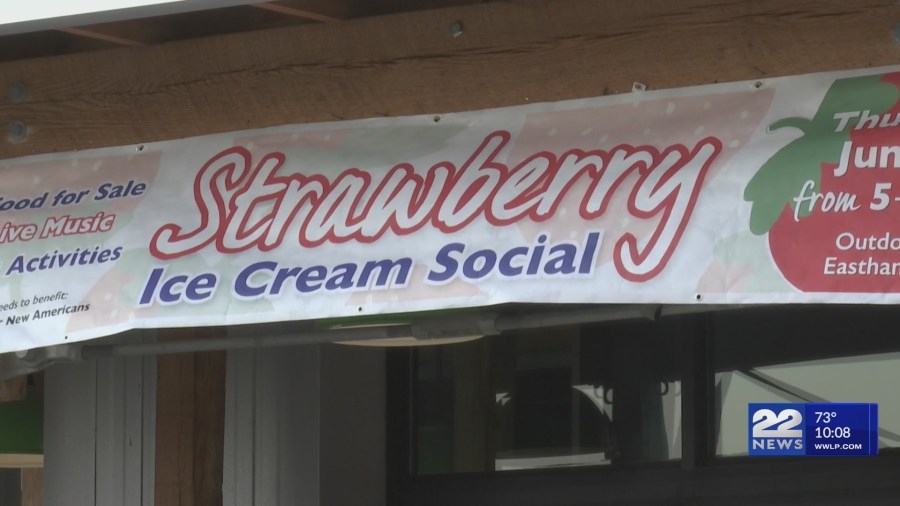 ood for Sale
ive Music
Activities
eeds to benefit:
New Americans
Strawberry
Ice Cream Social
Thu
Jun
from 5-
Outdo
Eastham
22
NEWS
73°
10:08
WWLP.COM